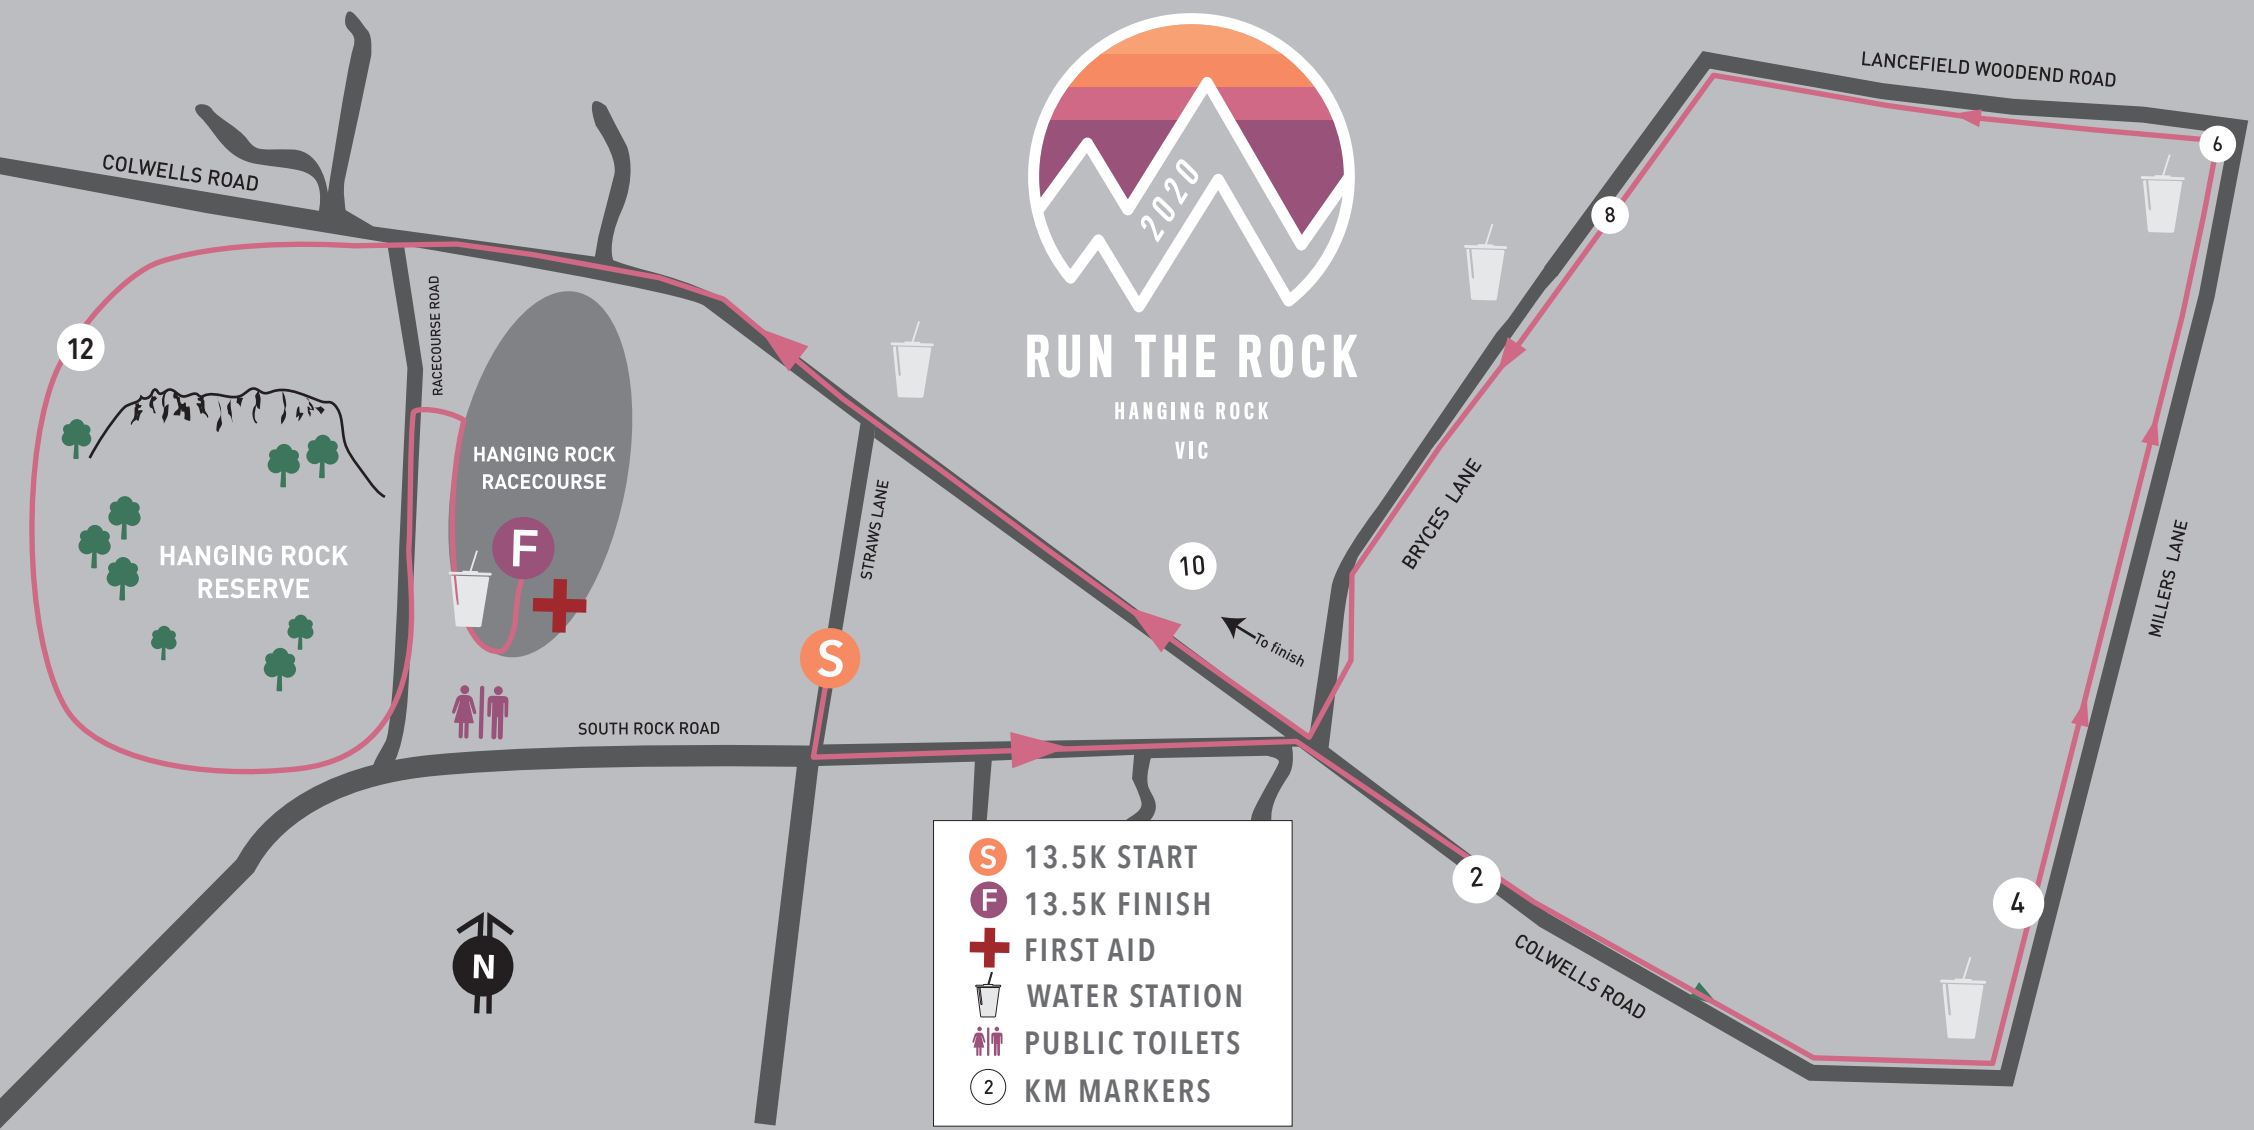 LANCEFIELD WOODEND ROAD
6
COLWELLS ROAD
2020
8
RACECOURSE ROAD
12
RUN THE ROCK
HANGING ROCK
VIC
HANGING ROCK
RACECOURSE
STRAWS LANE
BRYCES LANE
F
HANGING ROCK
RESERVE
10
To finish
MILLERS LANE
S
SOUTH ROCK ROAD
2
4
COLWELLS ROAD
N
S 13.5K START
F 13.5K FINISH
FIRST AID
WATER STATION
PUBLIC TOILETS
2 KM MARKERS